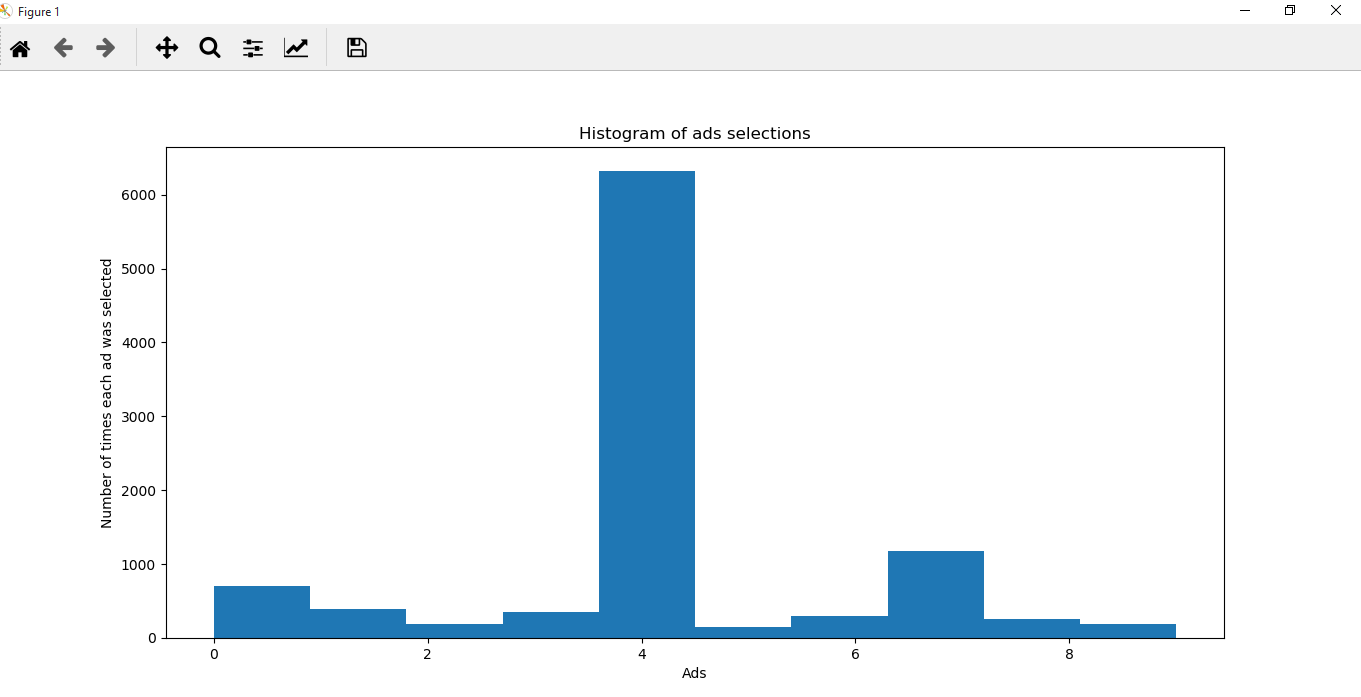 Figure 1
Histogram of ads selections
Number of times each ad was selected
6000
5000
4000
3000
2000
1000
0
0 2 4 6 8
Ads